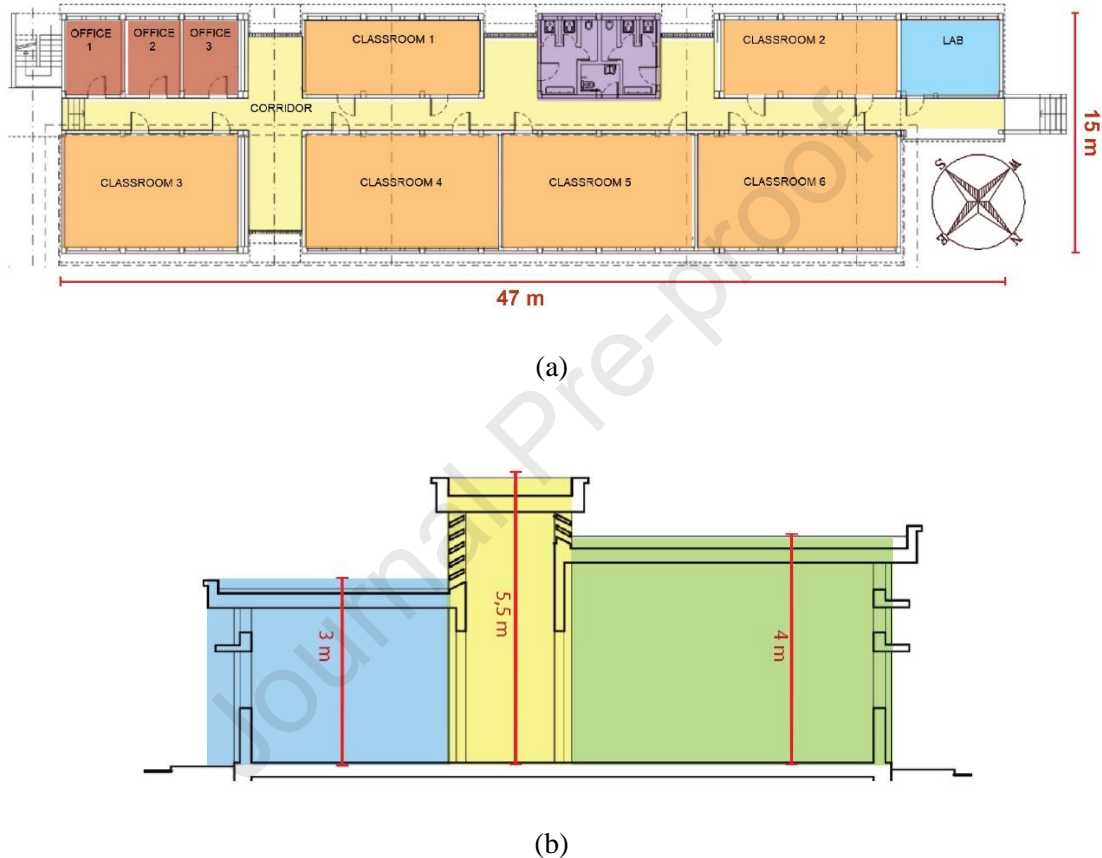 OFFICE 1
OFFICE 2
OFFICE 3
CLASSROOM 1
CLASSROOM 2
LAB
CORRIDOR
CLASSROOM 3
CLASSROOM 4
CLASSROOM 5
CLASSROOM 6
S
W
E
N
15 m
47 m
(a)
Journal Pre-proof
3 m
5,5 m
4 m
(b)